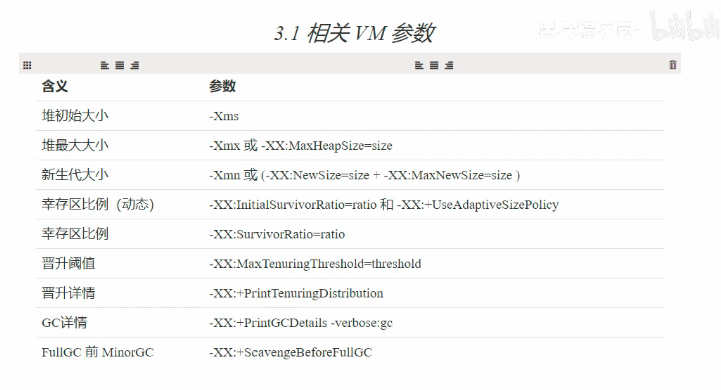 3.1 相关 VM 参数
含义 参数
堆初始大小 -Xms
堆最大大小 -Xmx 或 -XX:MaxHeapSize=size
新生代大小 -Xmn 或 (-XX:NewSize=size + -XX:MaxNewSize=size )
幸存区比例（动态） -XX:InitialSurvivorRatio=ratio 和 -XX:+UseAdaptiveSizePolicy
幸存区比例 -XX:SurvivorRatio=ratio
晋升阈值 -XX:MaxTenuringThreshold=threshold
晋升详情 -XX:+PrintTenuringDistribution
GC详情 -XX:+PrintGCDetails -verbose:gc
FullGC 前 MinorGC -XX:+ScavengeBeforeFullGC